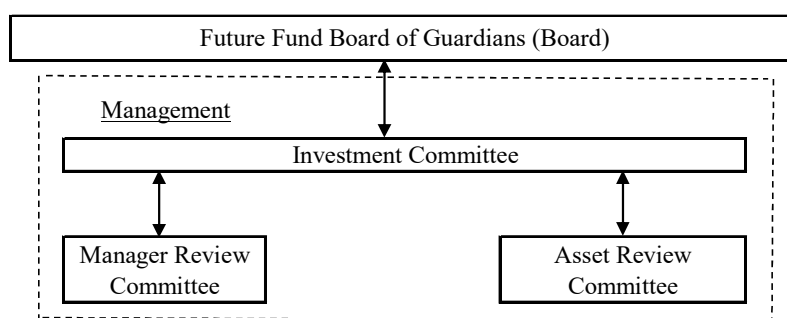 Future Fund Board of Guardians (Board)
Management
Investment Committee
Manager Review
Committee
Asset Review
Committee